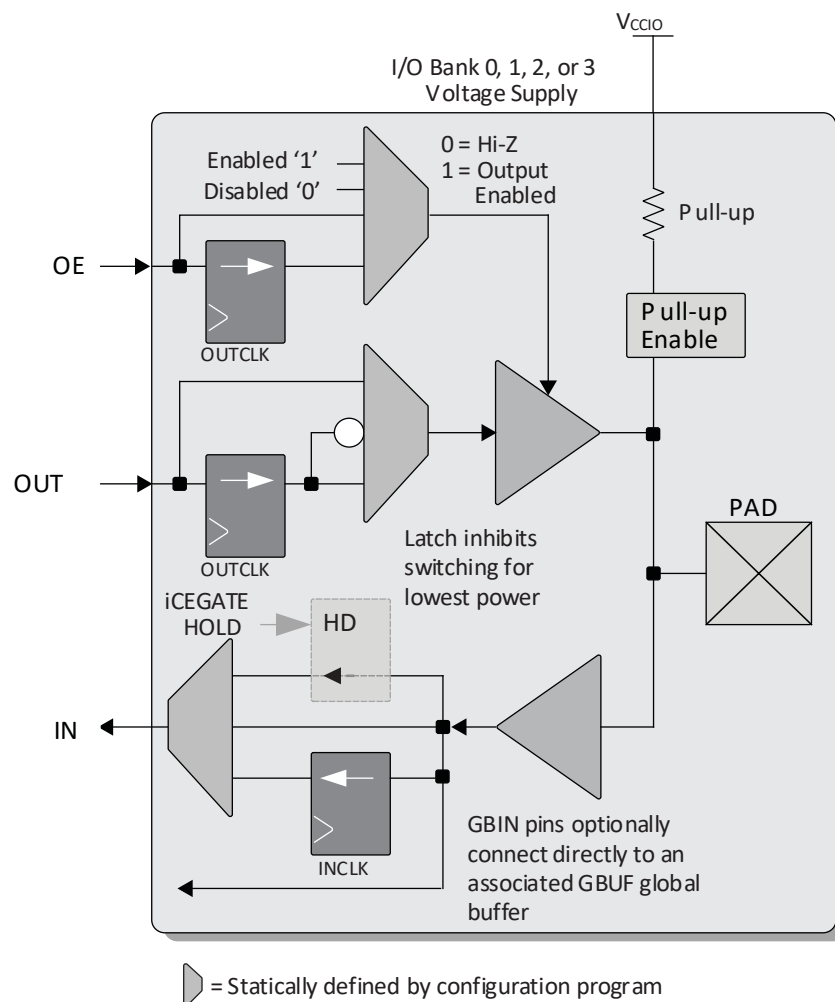 VCCIO
I/O Bank 0, 1, 2, or 3
Voltage Supply
Enabled ‘1’
Disabled ‘0’
0 = Hi-Z
1 = Output
Enabled
Pull-up
OE
OUTCLK
Pull-up
Enable
OUT
OUTCLK
PAD
Latch inhibits
switching for
lowest power
iCEGATE
HOLD
HD
IN
INCLK
GBIN pins optionally
connect directly to an
associated GBUF global
buffer
= Statically defined by configuration program